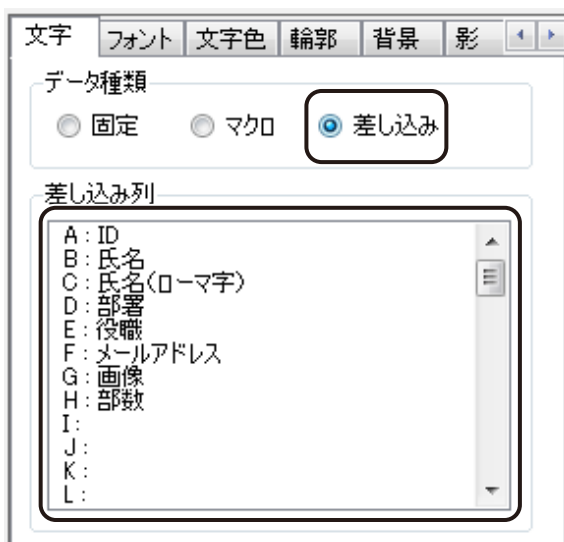 文字 フォント 文字色 輪郭 背景 影
データ種類
固定 マクロ 差し込み
差し込み列
A : ID
B : 氏名
C : 氏名(ローマ字)
D : 部署
E : 役職
F : メールアドレス
G : 画像
H : 部数
I :
J :
K :
L :